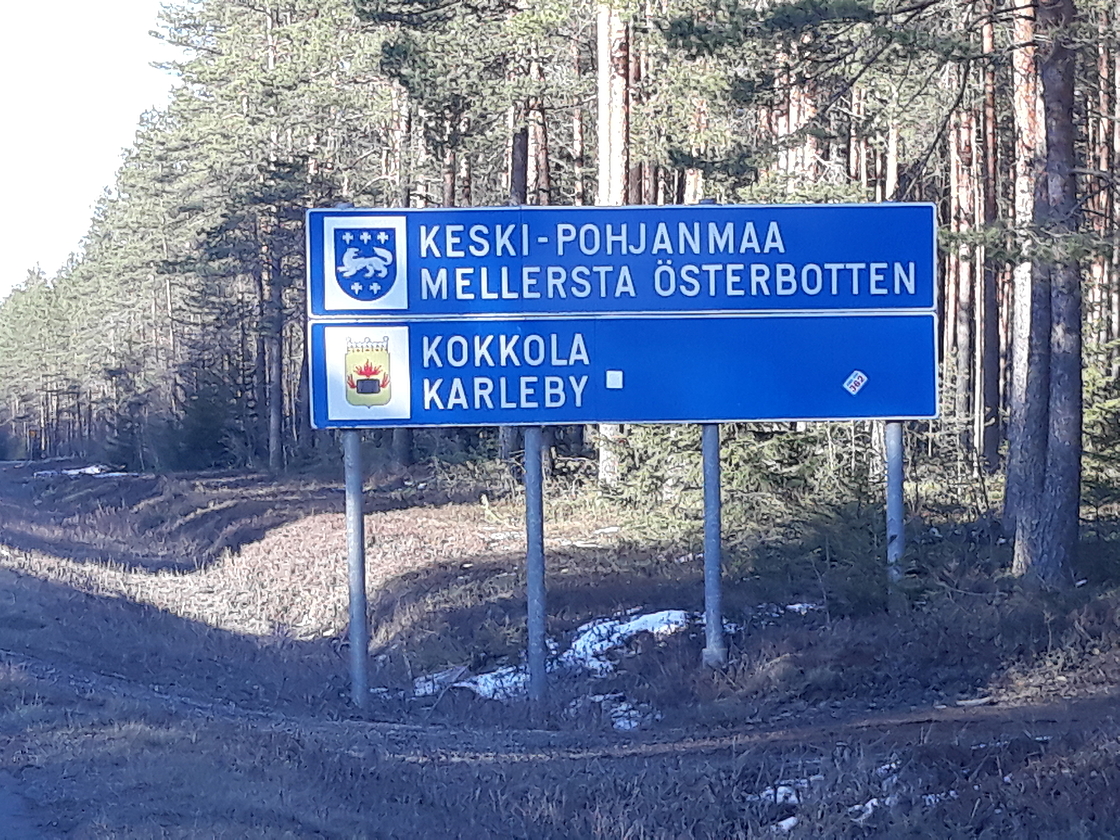 KESKI-POHJANMAA
MELLERSTA ÖSTERBOTTEN
KOKKOLA
KARLEBY